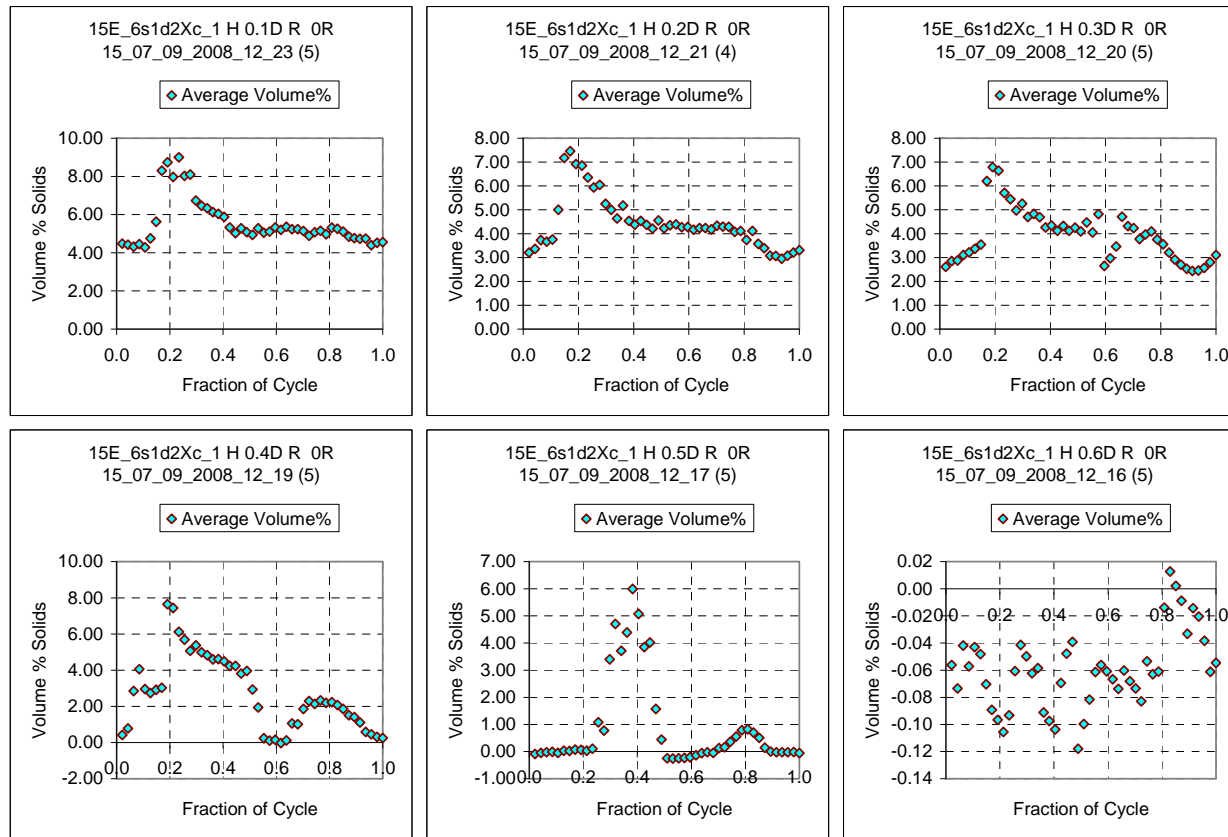 15E_6s1d2Xc_1 H 0.1D R 0R
15_07_09_2008_12_23 (5)
Average Volume%
Volume % Solids
10.00
8.00
6.00
4.00
2.00
0.00
0.0 0.2 0.4 0.6 0.8 1.0
Fraction of Cycle
15E_6s1d2Xc_1 H 0.2D R 0R
15_07_09_2008_12_21 (4)
Average Volume%
Volume % Solids
8.00
7.00
6.00
5.00
4.00
3.00
2.00
1.00
0.00
0.0 0.2 0.4 0.6 0.8 1.0
Fraction of Cycle
15E_6s1d2Xc_1 H 0.3D R 0R
15_07_09_2008_12_20 (5)
Average Volume%
Volume % Solids
8.00
7.00
6.00
5.00
4.00
3.00
2.00
1.00
0.00
0.0 0.2 0.4 0.6 0.8 1.0
Fraction of Cycle
15E_6s1d2Xc_1 H 0.4D R 0R
15_07_09_2008_12_19 (5)
Average Volume%
Volume % Solids
10.00
8.00
6.00
4.00
2.00
0.00
-2.00
0.0 0.2 0.4 0.6 0.8 1.0
Fraction of Cycle
15E_6s1d2Xc_1 H 0.5D R 0R
15_07_09_2008_12_17 (5)
Average Volume%
Volume % Solids
7.00
6.00
5.00
4.00
3.00
2.00
1.00
0.00
-1.00
0.0 0.2 0.4 0.6 0.8 1.0
Fraction of Cycle
15E_6s1d2Xc_1 H 0.6D R 0R
15_07_09_2008_12_16 (5)
Average Volume%
Volume % Solids
0.02
0.00
-0.02
-0.04
-0.06
-0.08
-0.10
-0.12
-0.14
0.0 0.2 0.4 0.6 0.8 1.0
Fraction of Cycle